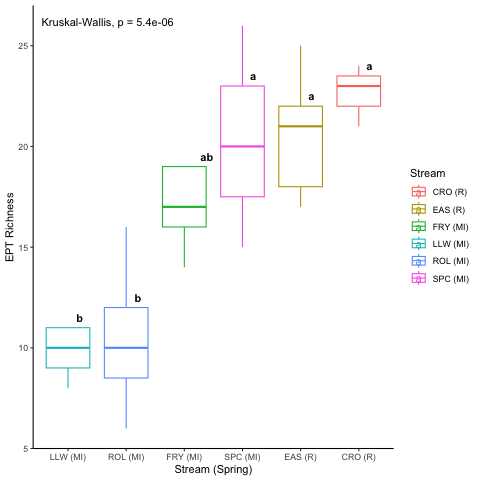 Kruskal-Wallis, p = 5.4e-06
EPT Richness
25
20
15
10
5
b
b
ab
a
a
a
LLW (MI)
ROL (MI)
FRY (MI)
SPC (MI)
EAS (R)
CRO (R)
Stream (Spring)
Stream
a CRO (R)
a EAS (R)
a FRY (MI)
a LLW (MI)
a ROL (MI)
a SPC (MI)